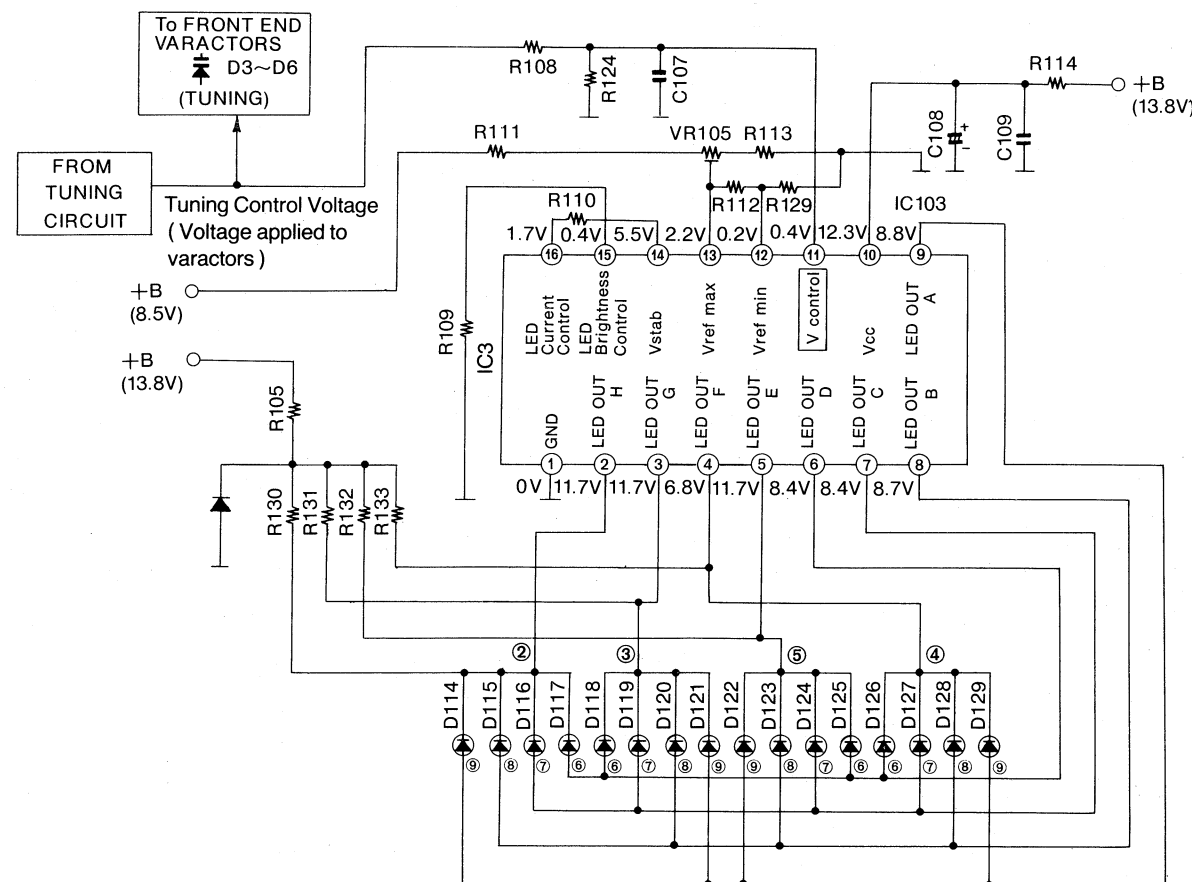 To FRONT END
VARACTORS
D3~D6
(TUNING)
FROM
TUNING
CIRCUIT
Tuning Control Voltage
( Voltage applied to
varactors )
R108
R124
C107
R114
+B
(13.8V)
C108
+
-
C109
R111
VR105
R113
R112
R129
R110
IC103
1.7V
0.4V
5.5V
2.2V
0.2V
0.4V
12.3V
8.8V
16
15
14
13
12
11
10
9
+B
(8.5V)
+B
(13.8V)
R109
IC3
LED
Current
Control
LED
Brightness
Control
Vstab
Vref max
Vref min
V control
Vcc
LED OUT
A
GND
LED OUT
H
LED OUT
G
LED OUT
F
LED OUT
E
LED OUT
D
LED OUT
C
LED OUT
B
1
2
3
4
5
6
7
8
0V
11.7V
11.7V
6.8V
11.7V
8.4V
8.4V
8.7V
R105
R130
R131
R132
R133
②
③
⑤
④
D114
D115
D116
D117
D118
D119
D120
D121
D122
D123
D124
D125
D126
D127
D128
D129
⑨
⑧
⑦
⑥
⑥
⑦
⑧
⑨
⑨
⑧
⑦
⑥
⑥
⑦
⑧
⑨